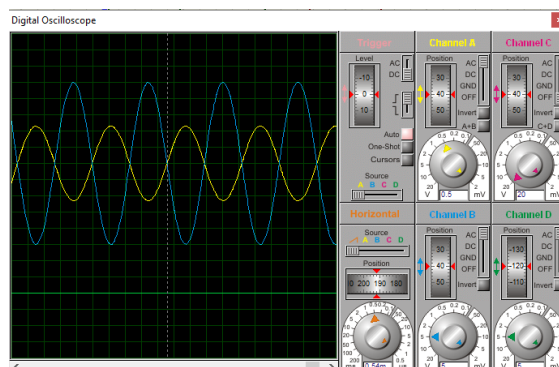 Digital Oscilloscope
Trigger
Level
-10
0
10
AC
DC
Auto
One-Shot
Cursors
Source
A B C D
Channel A
Position
30
40
50
AC
DC
GND
OFF
Invert
A+B
V 0.5 mV
Channel C
Position
30
40
50
AC
DC
GND
OFF
Invert
C+D
V 20 mV
Horizontal
Source
A B C D
Position
200 190 180
0.54m
Channel B
Position
30
40
50
AC
DC
GND
OFF
Invert
Channel D
Position
-130
-120
-110
AC
DC
GND
OFF
Invert